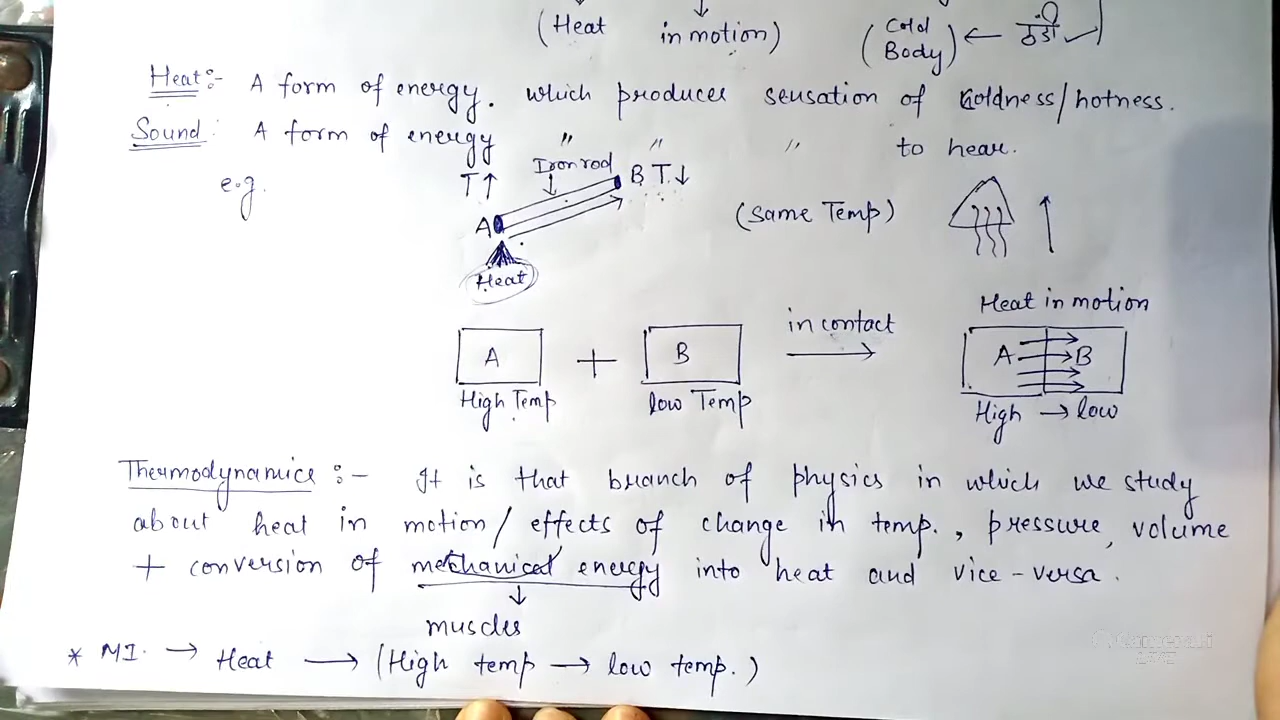 (Heat in motion) (Cold Body) ← ठंडी
Heat:- A form of energy. which produces sensation of coldness/hotness.
Sound: A form of energy " " " to hear.
e.g.
Iron rod
T↑ B T↓
A (Same Temp)
Heat
Heat in motion
A + B in contact → A B
High Temp low Temp High → low
Thermodynamics :- It is that branch of physics in which we study
about heat in motion/effects of change in temp., pressure, volume
+ conversion of mechanical energy into heat and vice-versa.
↓
muscles
* MI. → Heat → (High temp → low temp.)